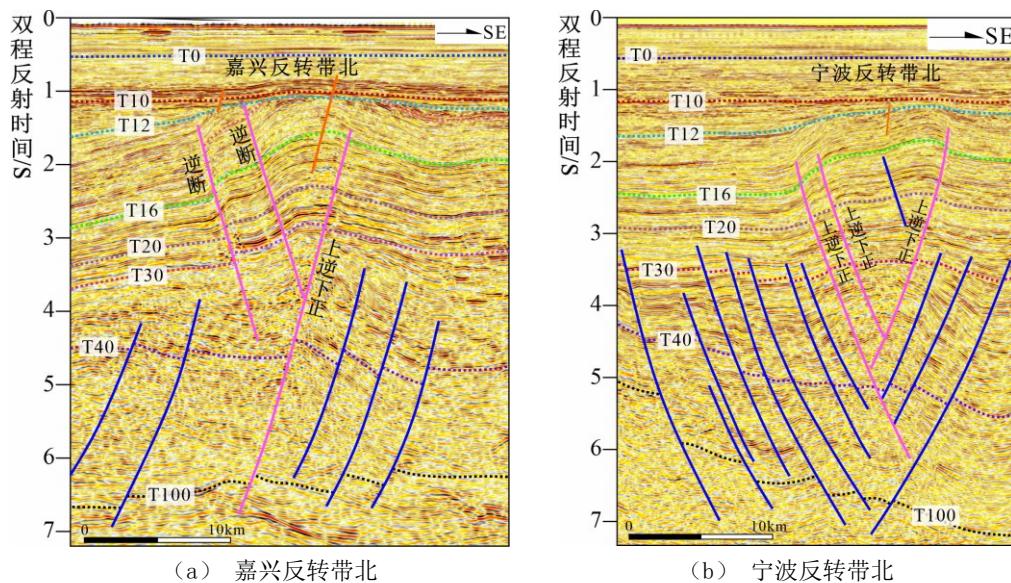 双程反射时间/S
0
1
2
3
4
5
6
7
SE
T0
嘉兴反转带北
T10
T12
逆断
逆断
T16
T20
上逆下正
T30
T40
T100
0 10km
(a) 嘉兴反转带北
双程反射时间/S
0
1
2
3
4
5
6
7
SE
T0
宁波反转带北
T10
T12
T16
T20
上逆下正
上逆下正
上逆下正
T30
T40
T100
0 10km
(b) 宁波反转带北